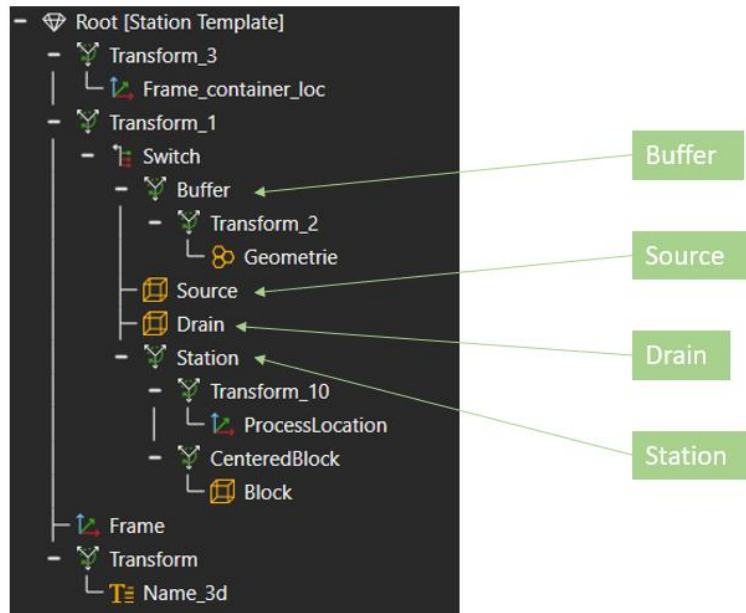 Root [Station Template]
Transform_3
Frame_container_loc
Transform_1
Switch
Buffer
Transform_2
Geometrie
Source
Drain
Station
Transform_10
ProcessLocation
CenteredBlock
Block
Frame
Transform
Name_3d
Buffer
Source
Drain
Station